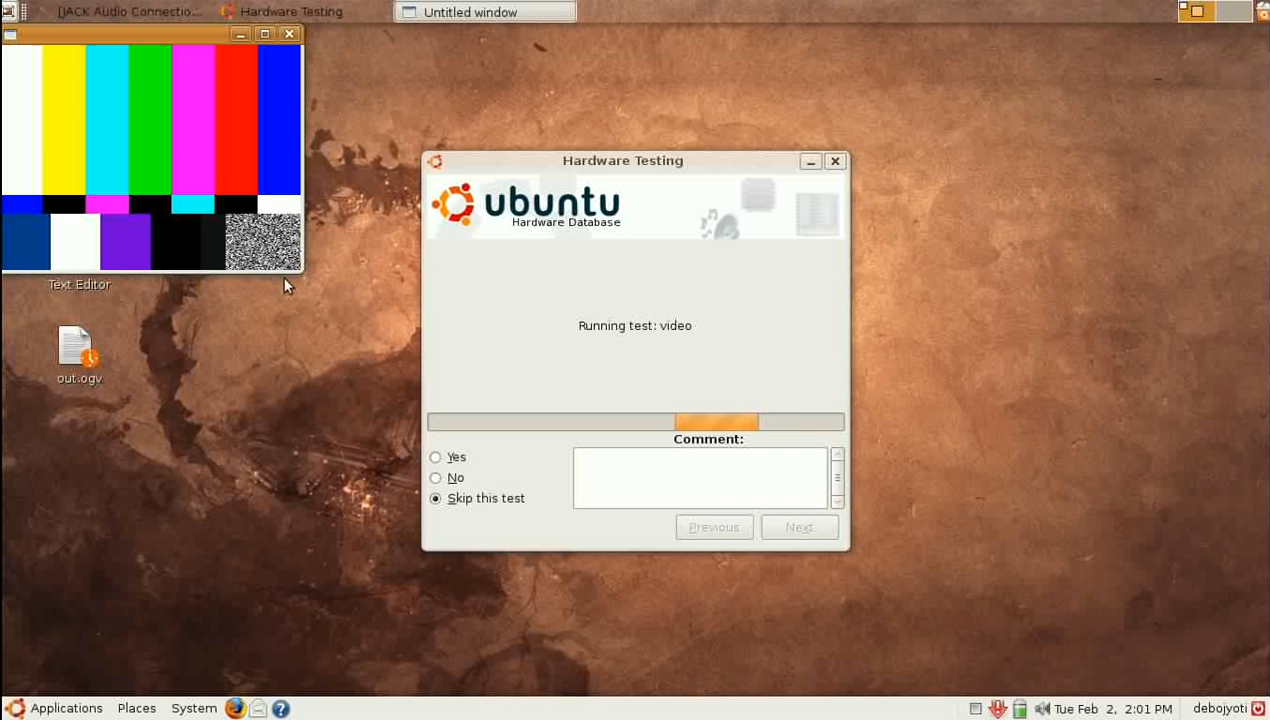 [JACK Audio Connectio...
Hardware Testing
Untitled window
Hardware Testing
ubuntu
Hardware Database
Text Editor
Running test: video
out.ogv
Comment:
Yes
No
Skip this test
Previous
Next
Applications
Places
System
Tue Feb 2, 2:01 PM
debojyoti